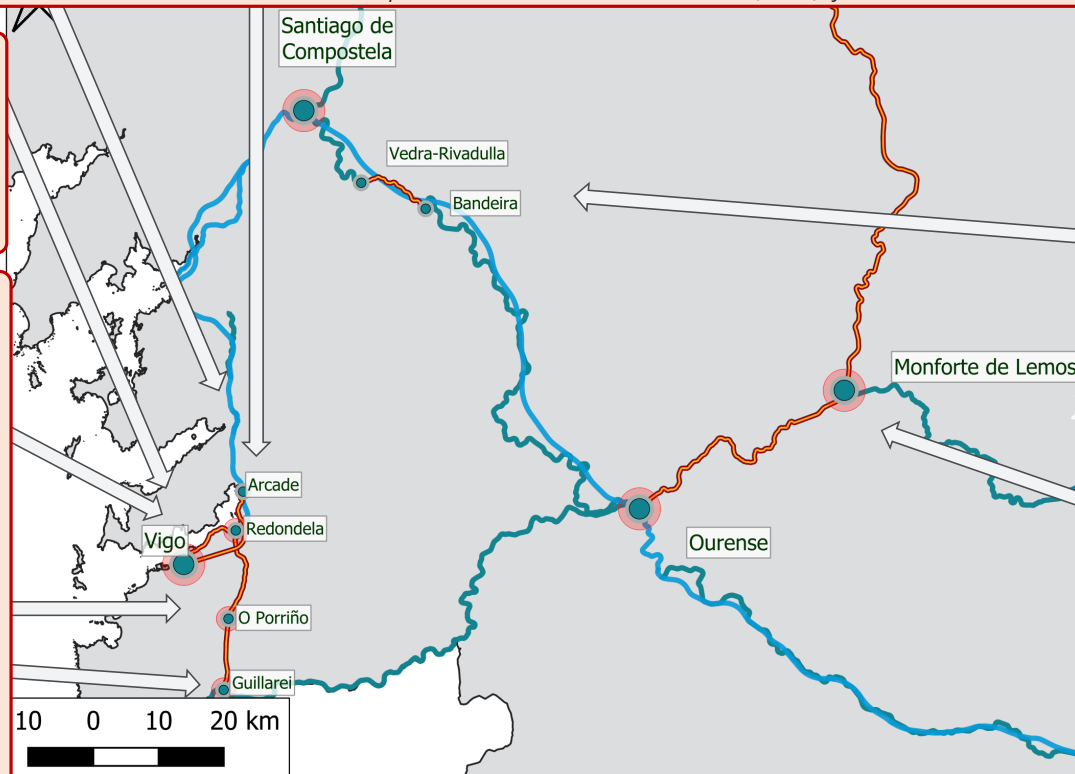 Santiago de
Compostela
Vedra-Rivadulla
Bandeira
Monforte de Lemos
Arcade
Redondela
Vigo
Ourense
O Porriño
Guillarei
10 0 10 20 km